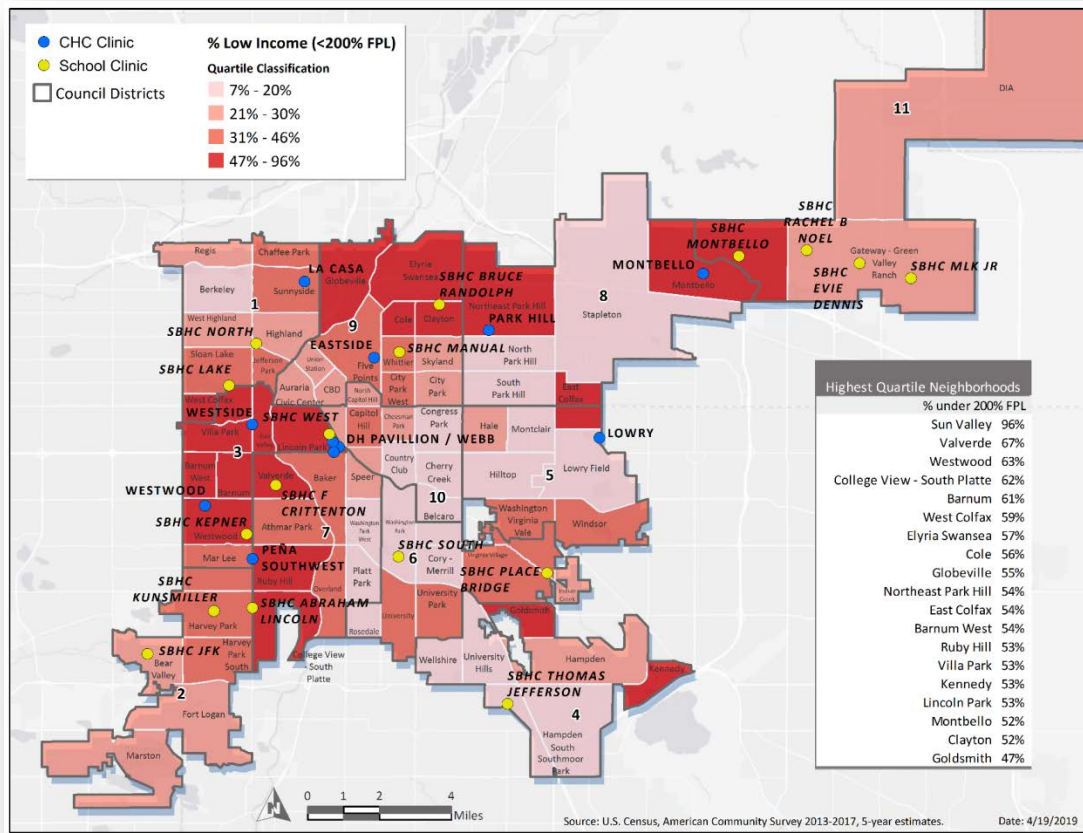 CHC Clinic
School Clinic
Council Districts
% Low Income (<200% FPL)
Quartile Classification
7% - 20%
21% - 30%
31% - 46%
47% - 96%
11
DIA
SBHC
RACHEL B
NOEL
SBHC
MONTBELLO
MONTBELLO
Montbello
Gateway - Green
Valley
Ranch
SBHC MLK JR
SBHC
EVIE
DENNIS
8
Stapleton
Regis
Chaffee Park
Berkeley
Sunnyside
LA CASA
Globeville
Elyria
Swansea
SBHC BRUCE
RANDOLPH
Northeast Park Hill
1
West Highland
Highland
9
Cole
Clayton
PARK HILL
SBHC NORTH
EASTSIDE
SBHC MANUAL
Sloan Lake
Jefferson
Park
Union
Station
Five
Points
Whittier
Skyland
North
Park Hill
SBHC LAKE
Auraria
CBD
City Park
West
City
Park
South
Park Hill
East
Colfax
West Colfax
Civic Center
North
Capitol Hill
WESTSIDE
SBHC WEST
Capitol
Hill
Cheesman
Park
Congress
Park
Hale
Montclair
Villa Park
Sun
Valley
Lincoln Park
DH PAVILLION / WEBB
LOWRY
3
Country
Club
Cherry
Creek
Hilltop
5
Lowry Field
Barnum
West
Barnum
Valverde
Baker
Speer
10
Belcaro
WESTWOOD
SBHC F
CRITTENTON
Washington
Park
West
Washington
Park
Washington
Virginia
Vale
Windsor
SBHC KEPNER
Westwood
Athmar Park
7
SBHC SOUTH
6
Cory -
Merrill
Virginia Village
Mar Lee
PEÑA
SOUTHWEST
Ruby Hill
Platt
Park
SBHC PLACE
BRIDGE
Indian
Creek
SBHC
KUNSMILLER
Overland
University
University
Park
Goldsmith
Harvey Park
SBHC ABRAHAM
LINCOLN
Rosedale
SBHC JFK
Bear
Valley
Harvey
Park
South
College View
South
Platte
Wellshire
University
Hills
Hampden
Kennedy
2
SBHC THOMAS
JEFFERSON
Fort Logan
4
Marston
Hampden
South
Southmoor
Park
Highest Quartile Neighborhoods
% under 200% FPL
Sun Valley 96%
Valverde 67%
Westwood 63%
College View - South Platte 62%
Barnum 61%
West Colfax 59%
Elyria Swansea 57%
Cole 56%
Globeville 55%
Northeast Park Hill 54%
East Colfax 54%
Barnum West 54%
Ruby Hill 53%
Villa Park 53%
Kennedy 53%
Lincoln Park 53%
Montbello 52%
Clayton 52%
Goldsmith 47%
N
0 1 2 4
Miles
Source: U.S. Census, American Community Survey 2013-2017, 5-year estimates.
Date: 4/19/2019